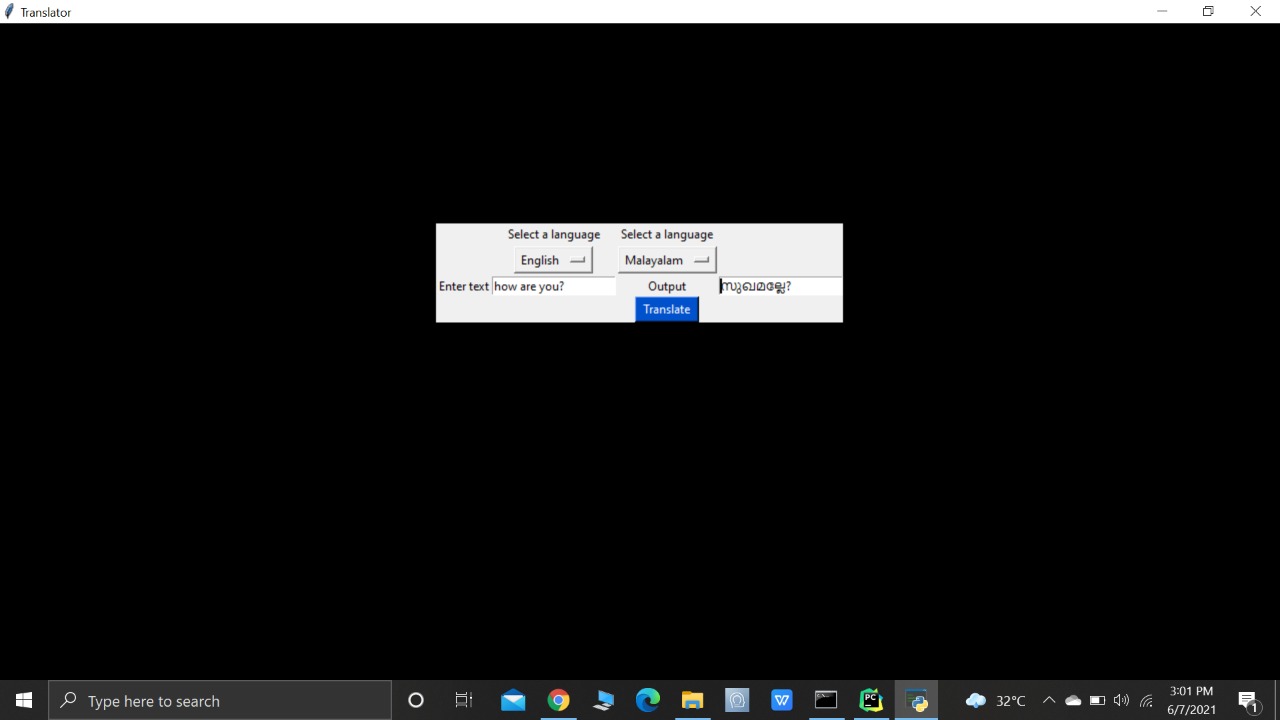 Translator
Select a language Select a language
English Malayalam
Enter text how are you? Output സുഖമല്ലേ?
Translate
Type here to search
PC
W
32°C
3:01 PM
6/7/2021
1